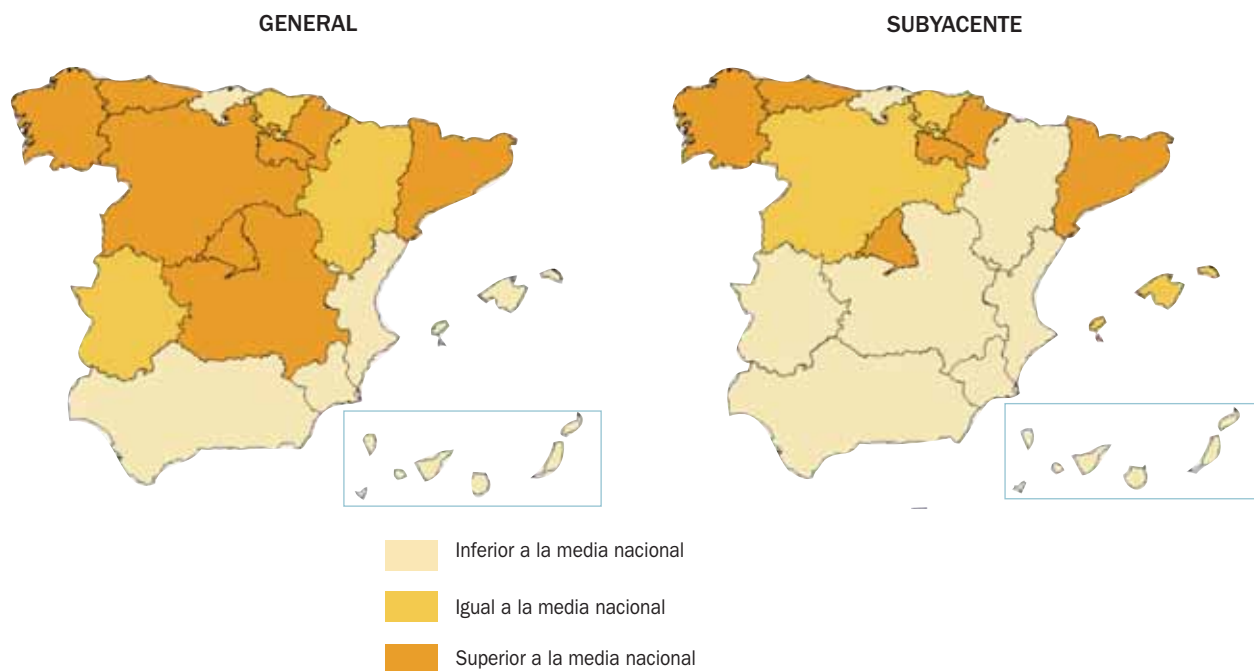 GENERAL
SUBYACENTE
Inferior a la media nacional
Igual a la media nacional
Superior a la media nacional